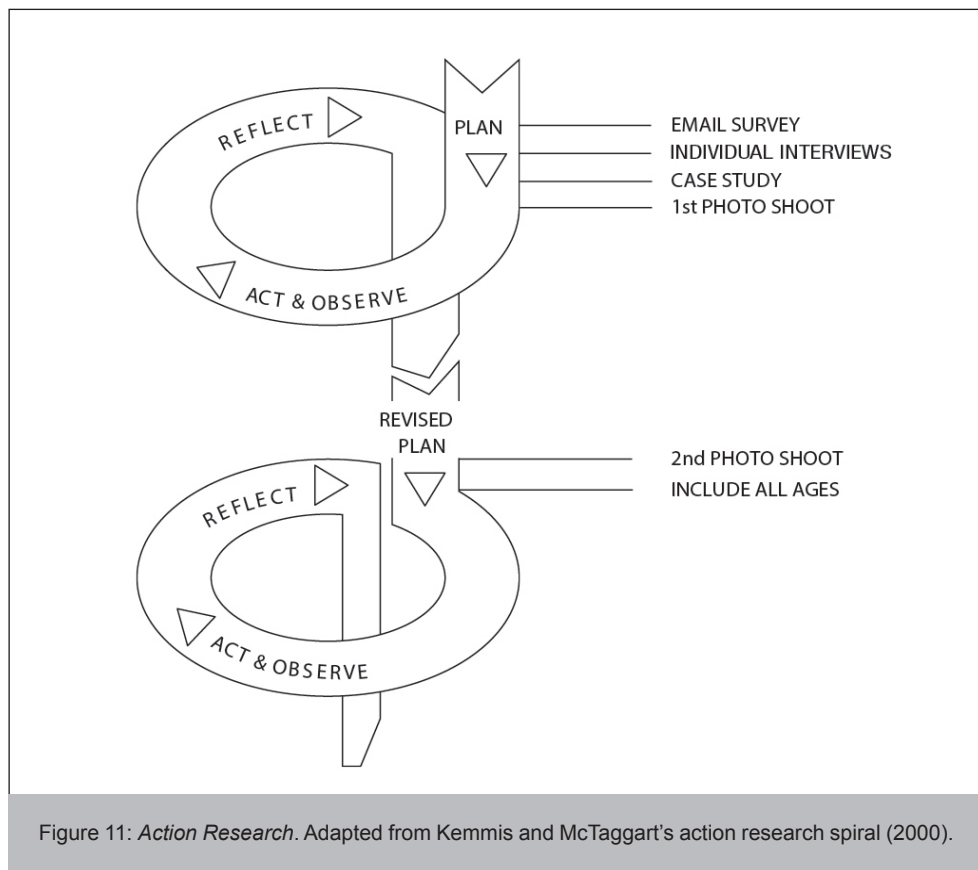 REFLECT
PLAN
EMAIL SURVEY
INDIVIDUAL INTERVIEWS
CASE STUDY
1st PHOTO SHOOT
ACT & OBSERVE
REVISED
PLAN
2nd PHOTO SHOOT
INCLUDE ALL AGES
REFLECT
ACT & OBSERVE
Figure 11: Action Research. Adapted from Kemmis and McTaggart’s action research spiral (2000).